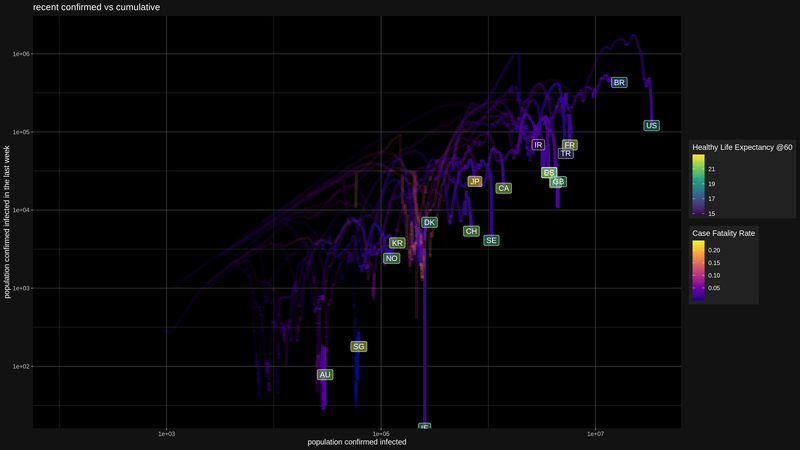 recent confirmed vs cumulative
population confirmed infected in the last week
1e+06
1e+05
1e+04
1e+03
1e+02
BR
US
IR
FR
TR
ES
GB
JP
CA
DK
CH
SE
KR
NO
SG
AU
1e+03
1e+05
1e+07
population confirmed infected
Healthy Life Expectancy @60
21
19
17
15
Case Fatality Rate
0.20
0.15
0.10
0.05